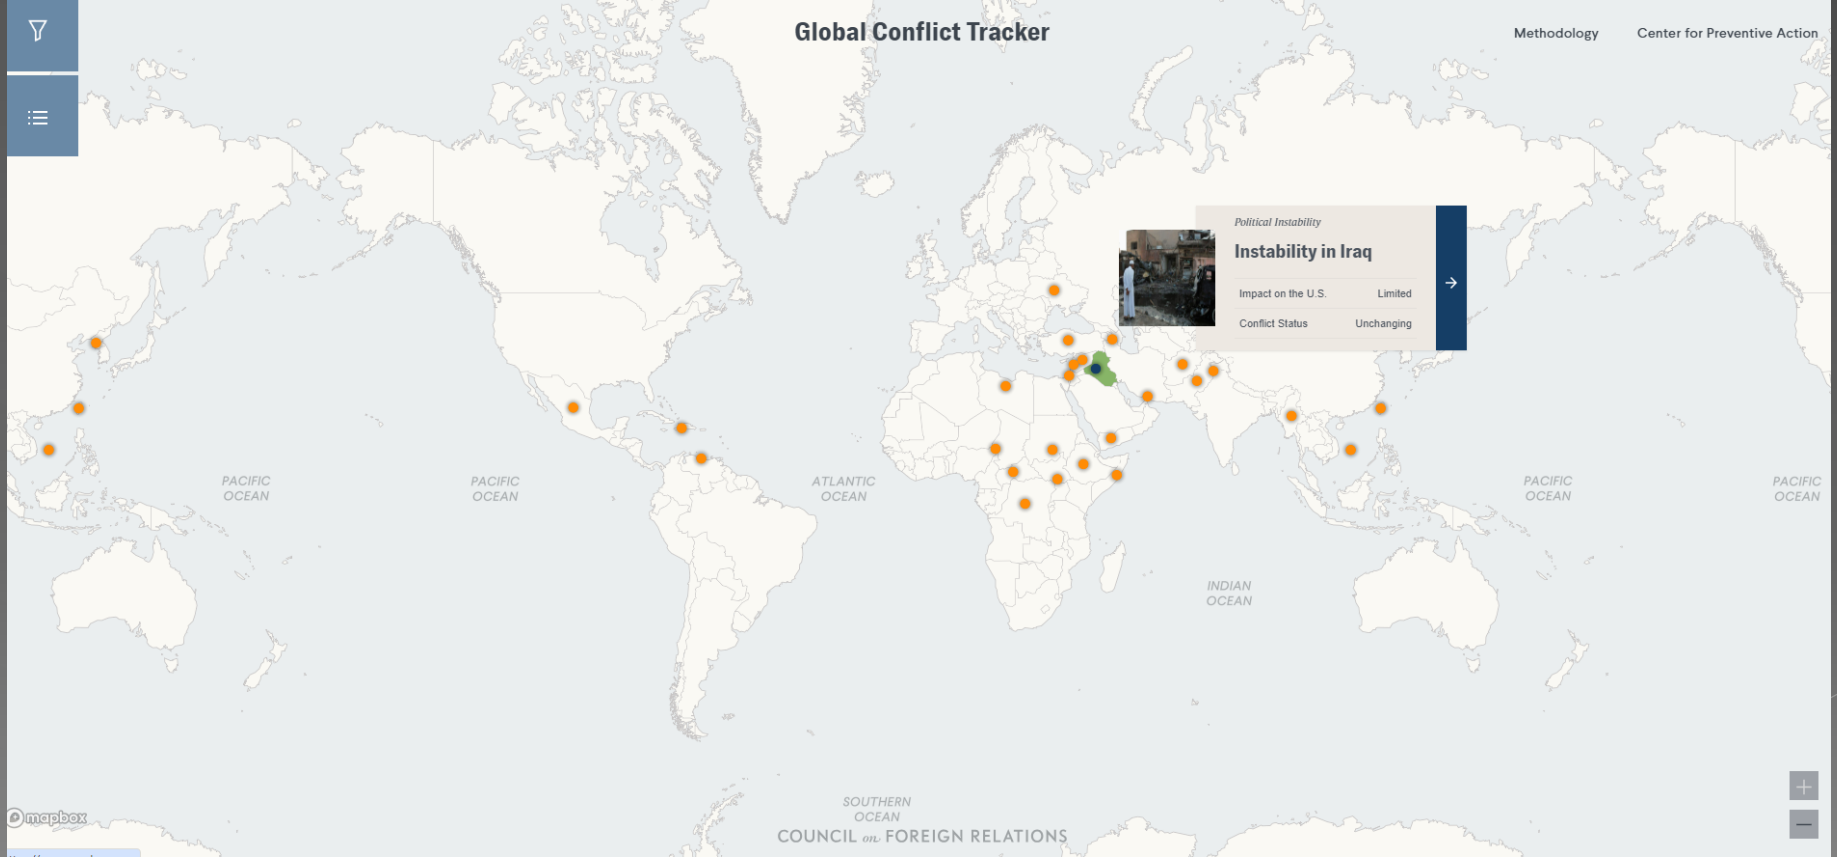 Global Conflict Tracker
Methodology
Center for Preventive Action
Political Instability
Instability in Iraq
Impact on the U.S. Limited
Conflict Status Unchanging
PACIFIC
OCEAN
PACIFIC
OCEAN
ATLANTIC
OCEAN
PACIFIC
OCEAN
PACIFIC
OCEAN
INDIAN
OCEAN
SOUTHERN
OCEAN
mapbox
COUNCIL on FOREIGN RELATIONS